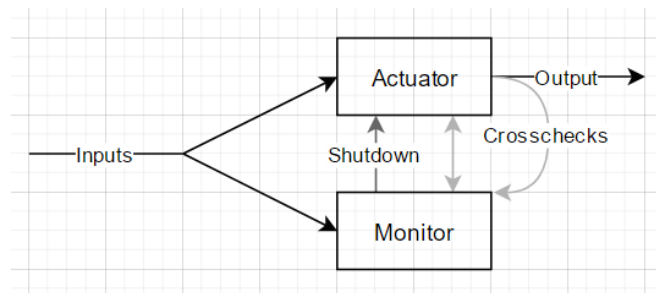 Actuator
Output
Inputs
Shutdown
Crosschecks
Monitor